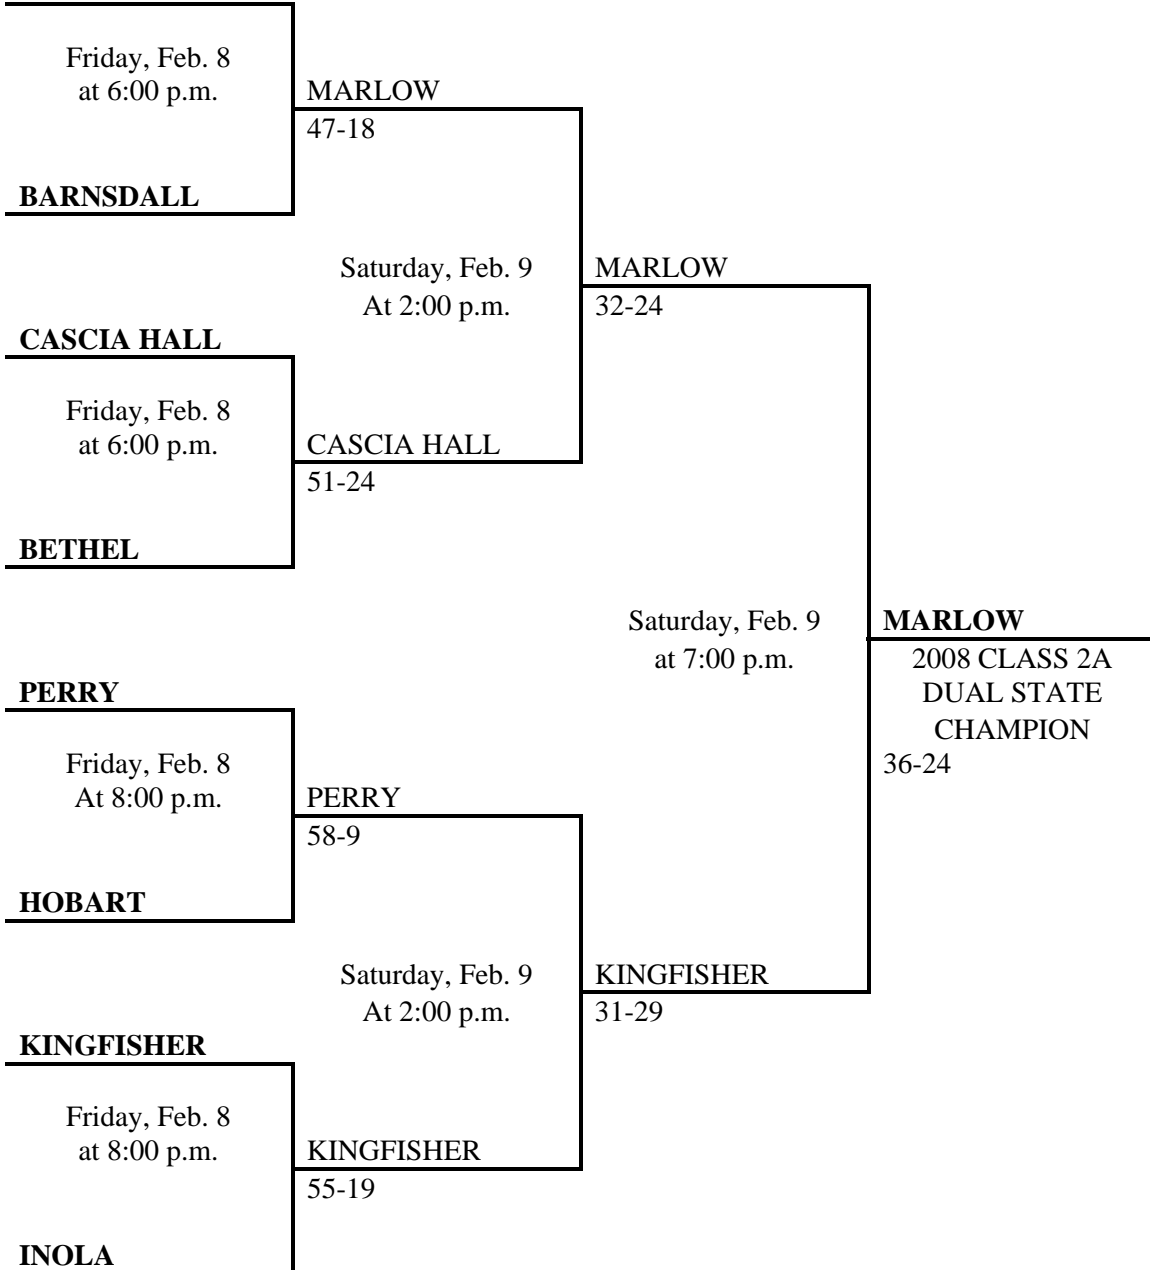 Friday, Feb. 8
at 6:00 p.m.
MARLOW
47-18
BARNSDALL
Saturday, Feb. 9
At 2:00 p.m.
MARLOW
32-24
CASCIA HALL
Friday, Feb. 8
at 6:00 p.m.
CASCIA HALL
51-24
BETHEL
Saturday, Feb. 9
at 7:00 p.m.
MARLOW
2008 CLASS 2A
DUAL STATE
CHAMPION
36-24
PERRY
Friday, Feb. 8
At 8:00 p.m.
PERRY
58-9
HOBART
Saturday, Feb. 9
At 2:00 p.m.
KINGFISHER
31-29
KINGFISHER
Friday, Feb. 8
at 8:00 p.m.
KINGFISHER
55-19
INOLA